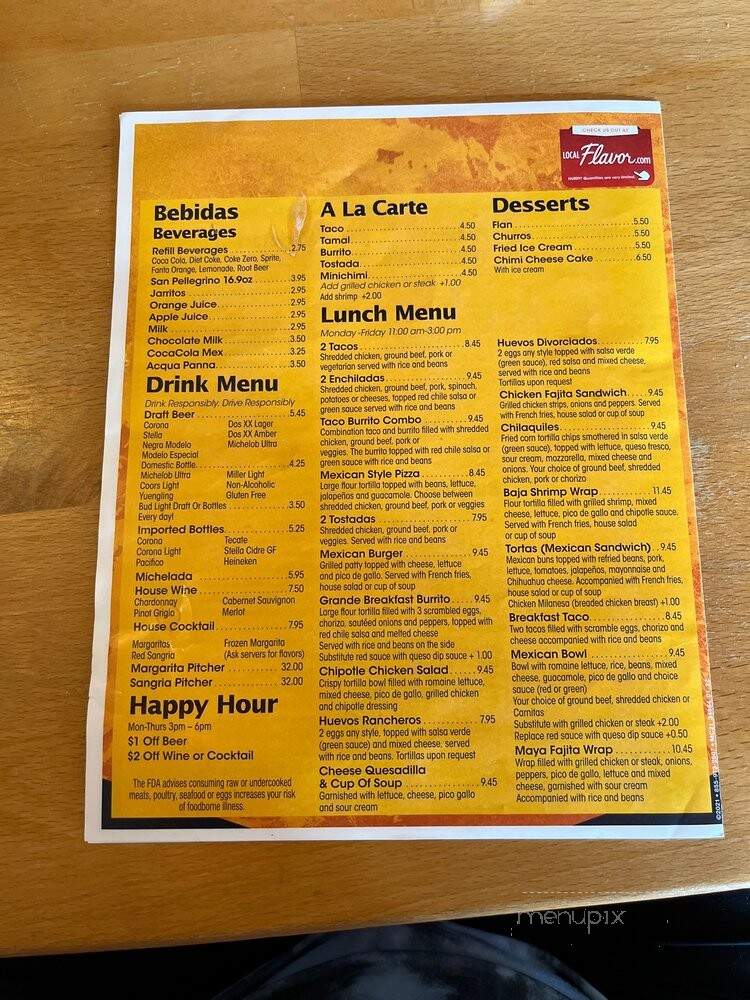 CHECK US OUT AT
LOCAL Flavor.com
HURRY! Quantities are very limited.
Bebidas
Beverages
Refill Beverages 2.75
Coca Cola, Diet Coke, Coke Zero, Sprite,
Fanta Orange, Lemonade, Root Beer
San Pellegrino 16.9oz 3.95
Jarritos 2.95
Orange Juice 2.95
Apple Juice 2.95
Milk 2.95
Chocolate Milk 3.50
CocaCola Mex 3.25
Acqua Panna 3.50
Drink Menu
Drink Responsibly. Drive Responsibly
Draft Beer 5.45
Corona Dos XX Lager
Stella Dos XX Amber
Negra Modelo Michelob Ultra
Modelo Especial
Domestic Bottle 4.25
Michelob Ultra Miller Light
Coors Light Non-Alcoholic
Yuengling Gluten Free
Bud Light Draft Or Bottles 3.50
Every day!
Imported Bottles 5.25
Corona Tecate
Corona Light Stella Cidre GF
Pacifico Heineken
Michelada 5.95
House Wine 7.50
Chardonnay Cabernet Sauvignon
Pinot Grigio Merlot
House Cocktail 7.95
Margaritas Frozen Margarita
Red Sangria (Ask servers for flavors)
Margarita Pitcher 32.00
Sangria Pitcher 32.00
Happy Hour
Mon-Thurs 3pm – 6pm
$1 Off Beer
$2 Off Wine or Cocktail
The FDA advises consuming raw or undercooked
meats, poultry, seafood or eggs increases your risk
of foodborne illness.
A La Carte
Taco 4.50
Tamal 4.50
Burrito 4.50
Tostada 4.50
Minichimi 4.50
Add grilled chicken or steak +1.00
Add shrimp +2.00
Lunch Menu
Monday -Friday 11:00 am-3:00 pm
2 Tacos 8.45
Shredded chicken, ground beef, pork or
vegetarian served with rice and beans
2 Enchiladas 9.45
Shredded chicken, ground beef, pork, spinach,
potatoes or cheeses, topped red chile salsa or
green sauce served with rice and beans
Taco Burrito Combo 9.45
Combination taco and burrito filled with shredded
chicken, ground beef, pork or
veggies. The burrito topped with red chile salsa or
green sauce with rice and beans
Mexican Style Pizza 8.45
Large flour tortilla topped with beans, lettuce,
jalapeños and guacamole. Choose between
shredded chicken, ground beef, pork or veggies
2 Tostadas 7.95
Shredded chicken, ground beef, pork or
veggies. Served with rice and beans
Mexican Burger 9.45
Grilled patty topped with cheese, lettuce
and pico de gallo. Served with French fries,
house salad or cup of soup
Grande Breakfast Burrito 9.45
Large flour tortilla filled with 3 scrambled eggs,
chorizo, sautéed onions and peppers, topped with
red chile salsa and melted cheese
Served with rice and beans on the side
Substitute red sauce with queso dip sauce + 1.00
Chipotle Chicken Salad 9.45
Crispy tortilla bowl filled with romaine lettuce,
mixed cheese, pico de gallo, grilled chicken
and chipotle dressing
Huevos Rancheros 7.95
2 eggs any style, topped with salsa verde
(green sauce) and mixed cheese, served
with rice and beans. Tortillas upon request
Cheese Quesadilla
& Cup Of Soup 9.45
Garnished with lettuce, cheese, pico gallo
and sour cream
Desserts
Flan 5.50
Churros 5.50
Fried Ice Cream 5.50
Chimi Cheese Cake 6.50
With ice cream
Huevos Divorciados 7.95
2 eggs any style topped with salsa verde
(green sauce), red salsa and mixed cheese,
served with rice and beans
Tortillas upon request
Chicken Fajita Sandwich 9.45
Grilled chicken strips, onions and peppers. Served
with French fries, house salad or cup of soup
Chilaquiles 9.45
Fried corn tortilla chips smothered in salsa verde
(green sauce), topped with lettuce, queso fresco,
sour cream, mozzarella, mixed cheese and
onions. Your choice of ground beef, shredded
chicken, pork or chorizo
Baja Shrimp Wrap 11.45
Flour tortilla filled with grilled shrimp, mixed
cheese, lettuce, pico de gallo and chipotle sauce.
Served with French fries, house salad
or cup of soup
Tortas (Mexican Sandwich) 9.45
Mexican buns topped with refried beans, pork,
lettuce, tomatoes, jalapeños, mayonnaise and
Chihuahua cheese. Accompanied with French fries,
house salad or cup of soup
Chicken Milanesa (breaded chicken breast) +1.00
Breakfast Taco 8.45
Two tacos filled with scramble eggs, chorizo and
cheese accompanied with rice and beans
Mexican Bowl 9.45
Bowl with romaine lettuce, rice, beans, mixed
cheese, guacamole, pico de gallo and choice
sauce (red or green)
Your choice of ground beef, shredded chicken or
Carnitas
Substitute with grilled chicken or steak +2.00
Replace red sauce with queso dip sauce +0.50
Maya Fajita Wrap 10.45
Wrap filled with grilled chicken or steak, onions,
peppers, pico de gallo, lettuce and mixed
cheese, garnished with sour cream
Accompanied with rice and beans
©2021
menupix